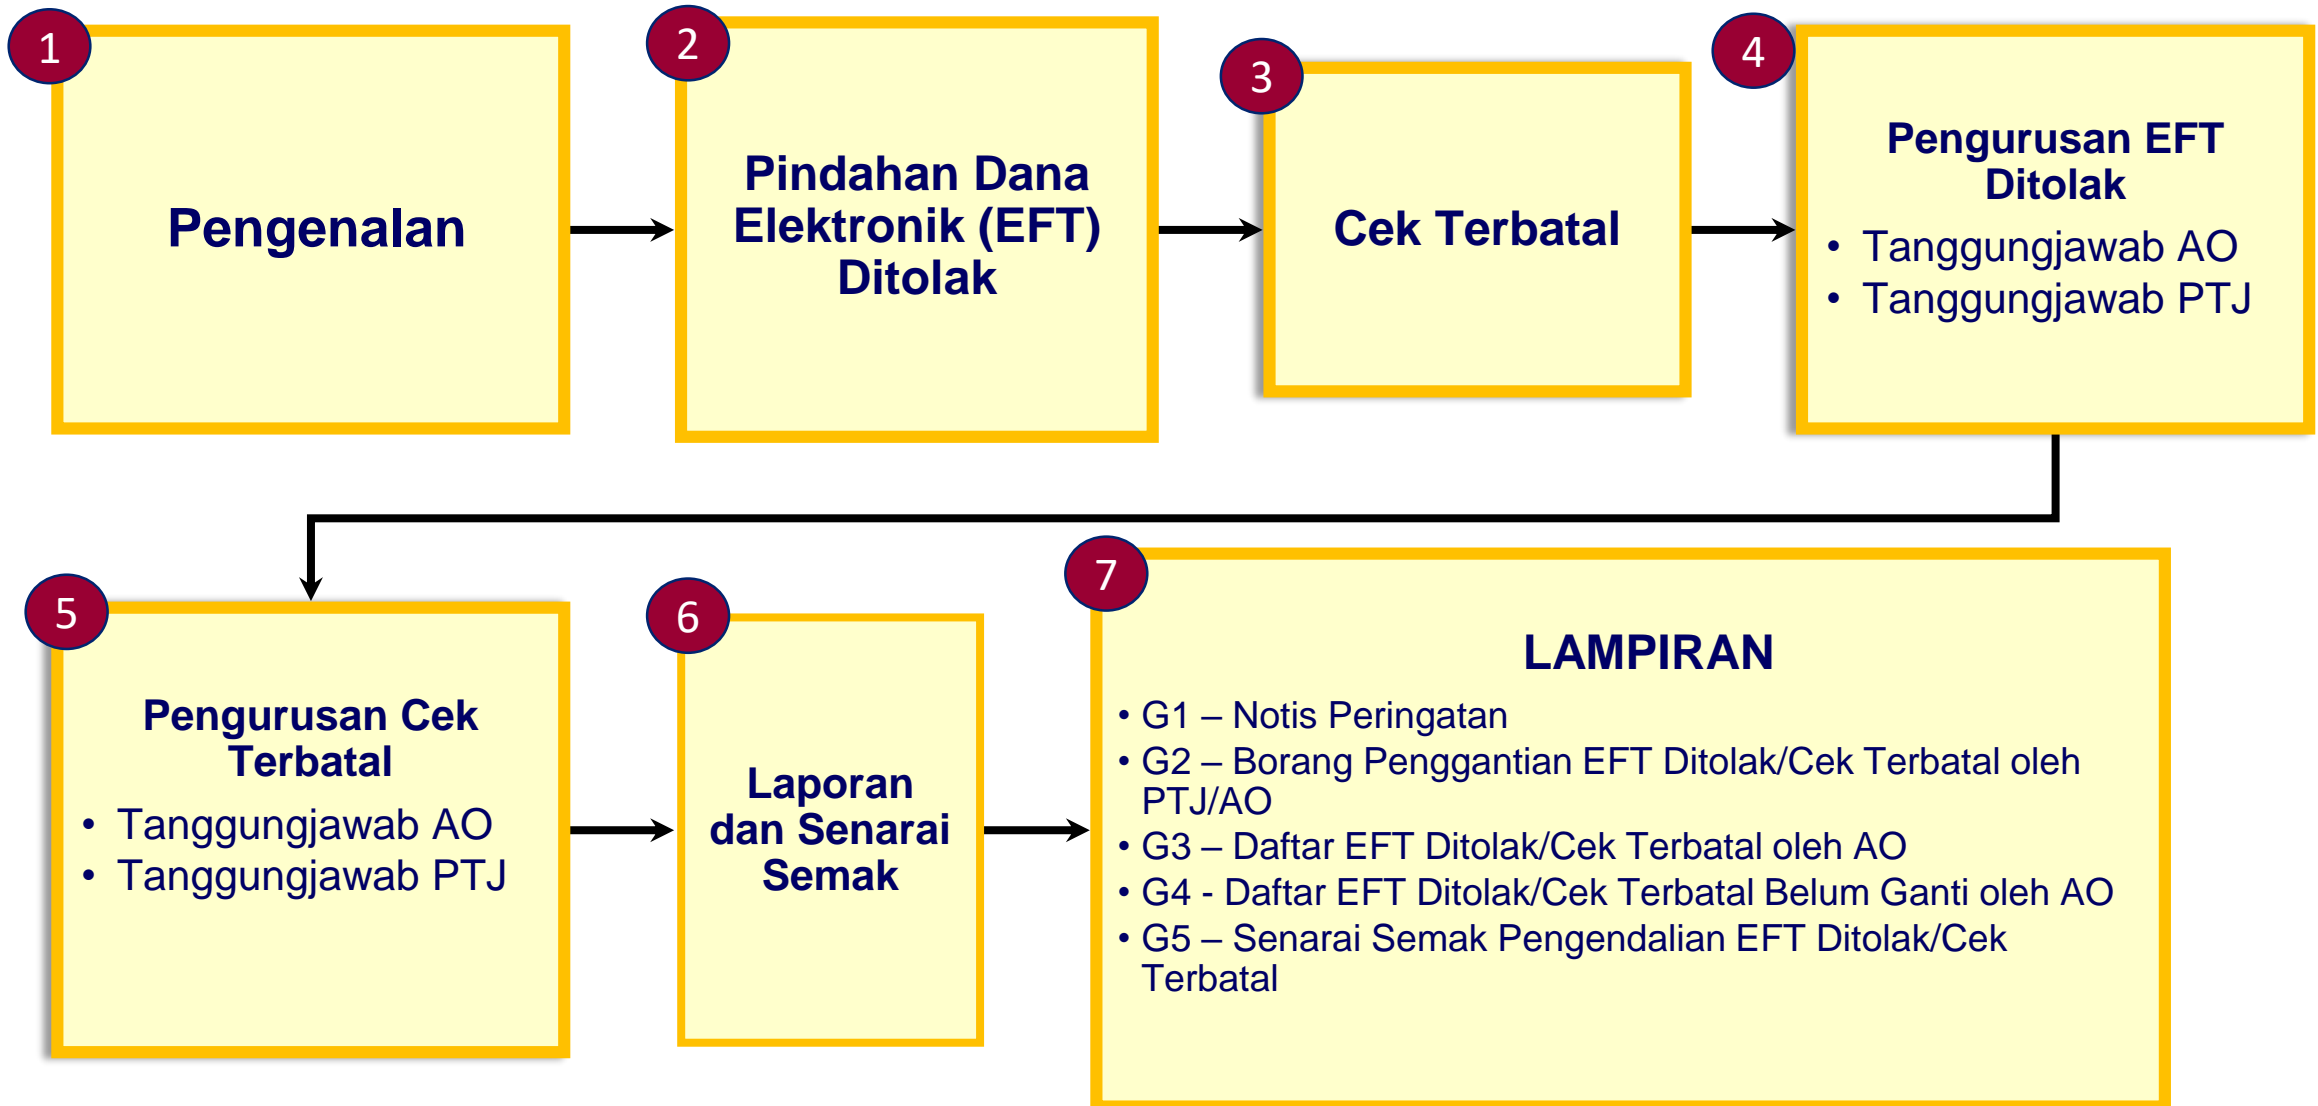 1
Pengenalan
2
Pindahan Dana
Elektronik (EFT)
Ditolak
3
Cek Terbatal
4
Pengurusan EFT
Ditolak
• Tanggungjawab AO
• Tanggungjawab PTJ
5
Pengurusan Cek
Terbatal
• Tanggungjawab AO
• Tanggungjawab PTJ
6
Laporan
dan Senarai
Semak
7
LAMPIRAN
• G1 – Notis Peringatan
• G2 – Borang Penggantian EFT Ditolak/Cek Terbatal oleh
PTJ/AO
• G3 – Daftar EFT Ditolak/Cek Terbatal oleh AO
• G4 - Daftar EFT Ditolak/Cek Terbatal Belum Ganti oleh AO
• G5 – Senarai Semak Pengendalian EFT Ditolak/Cek
Terbatal